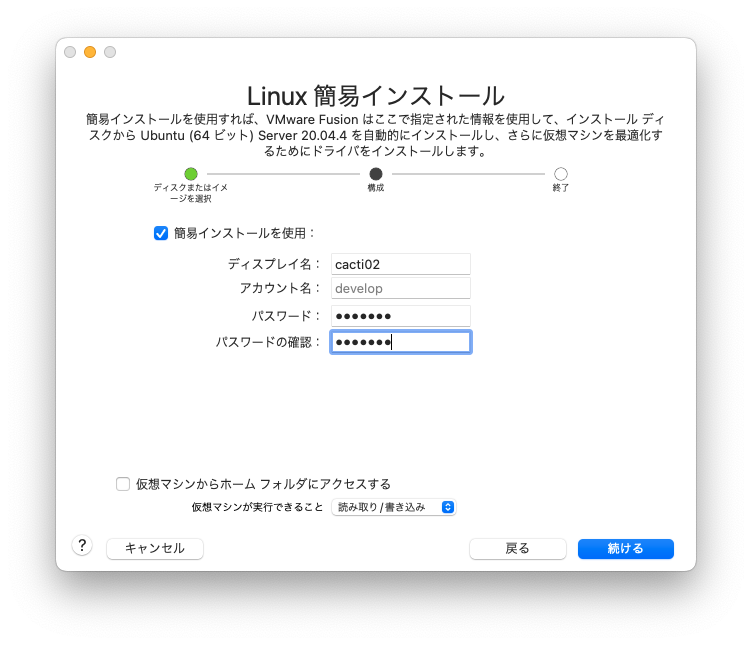 Linux 簡易インストール
簡易インストールを使用すれば、VMware Fusion はここで指定された情報を使用して、インストール ディ
スクから Ubuntu (64 ビット) Server 20.04.4 を自動的にインストールし、さらに仮想マシンを最適化す
るためにドライバをインストールします。
ディスクまたはイメ
ージを選択
構成
終了
簡易インストールを使用：
ディスプレイ名： cacti02
アカウント名： develop
パスワード： ●●●●●●●
パスワードの確認： ●●●●●●●
仮想マシンからホーム フォルダにアクセスする
仮想マシンが実行できること 読み取り/書き込み
? キャンセル 戻る 続ける